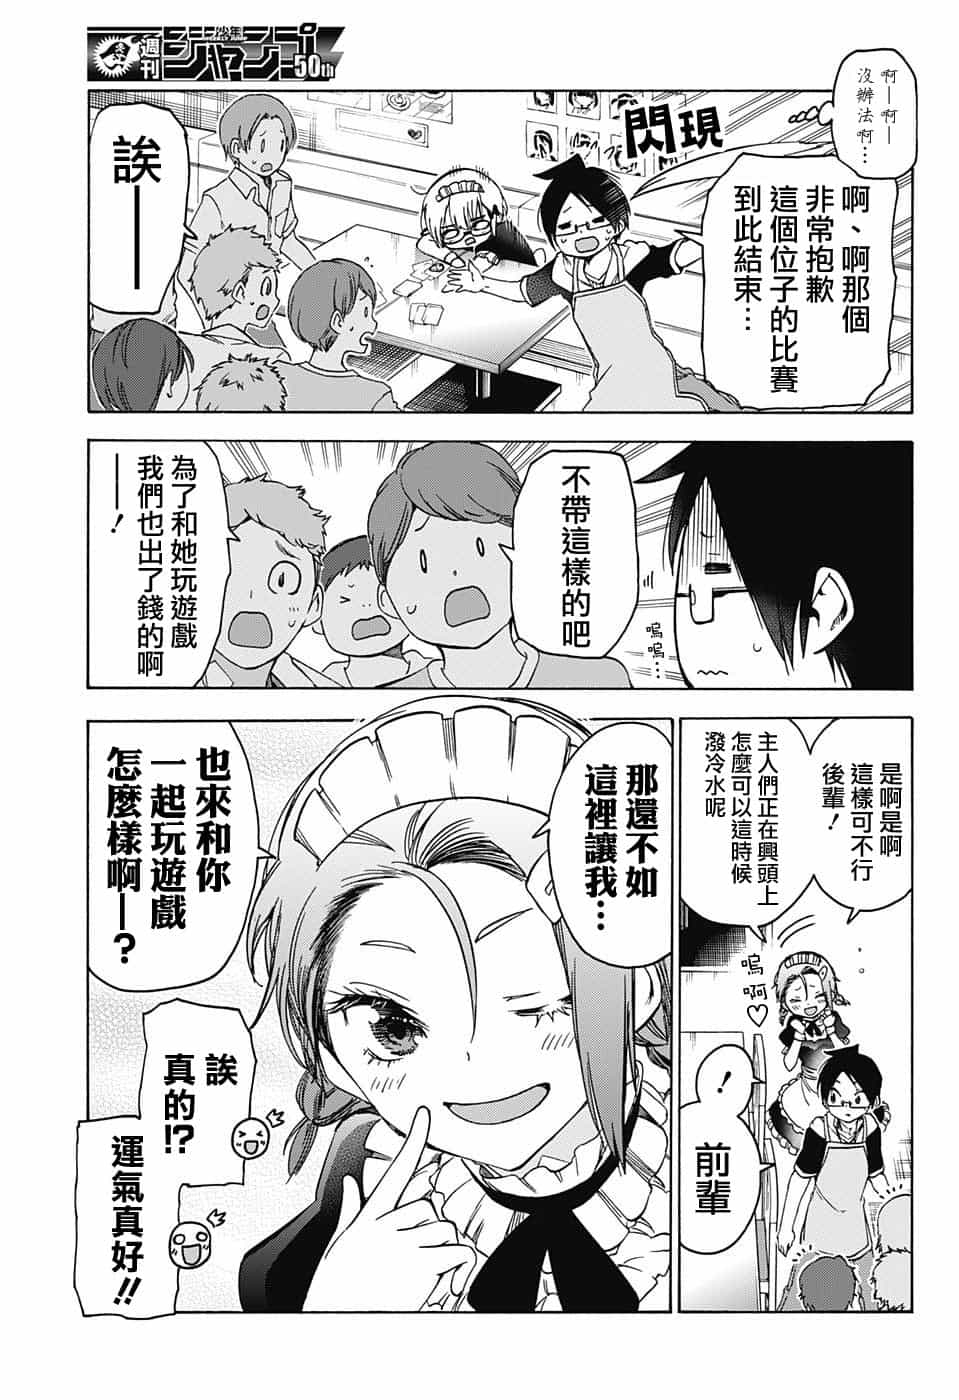 週刊
少年
ジャンプ
50th
啊—啊—
沒辦法啊…
啊、啊那個
非常抱歉
這個位子的比賽
到此結束…
閃現
誒——
嗚嗚…
不帶這樣的吧
為了和她玩遊戲
我們也出了錢的啊
——！
是啊是啊
這樣可不行
後輩！
主人們正在興頭上
怎麼可以這時候
潑冷水呢
嗚啊♡
！
前輩
那還不如
這裡讓我…
也來和你
一起玩遊戲
怎麼樣啊—？
誒
真的!?
運氣真好!!